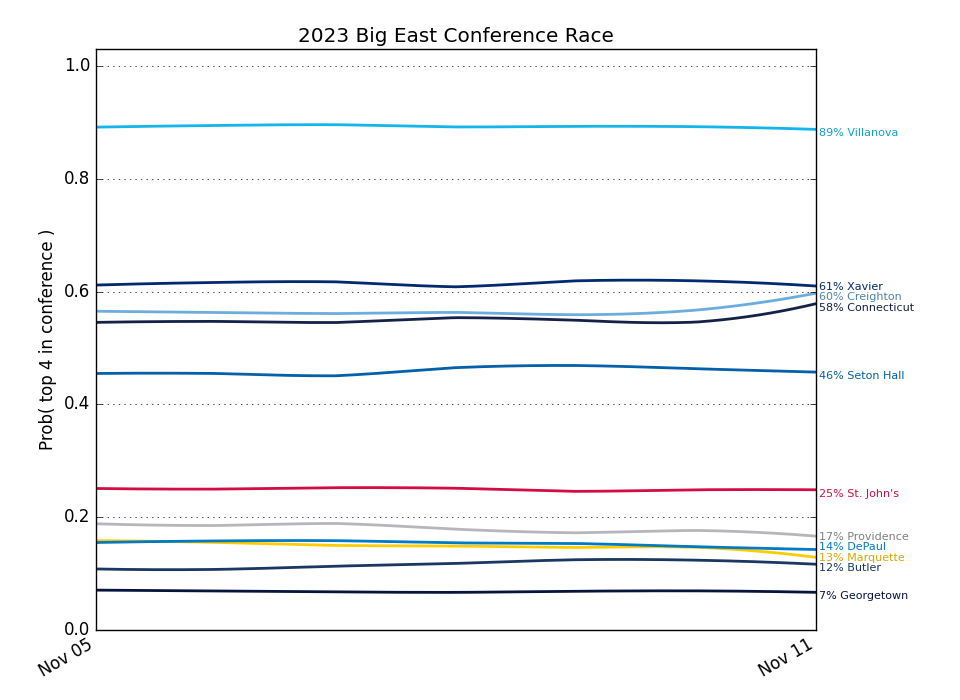 2023 Big East Conference Race
Prob( top 4 in conference )
1.0
0.8
0.6
0.4
0.2
0.0
89% Villanova
61% Xavier
60% Creighton
58% Connecticut
46% Seton Hall
25% St. John's
17% Providence
14% DePaul
13% Marquette
12% Butler
7% Georgetown
Nov 05
Nov 11